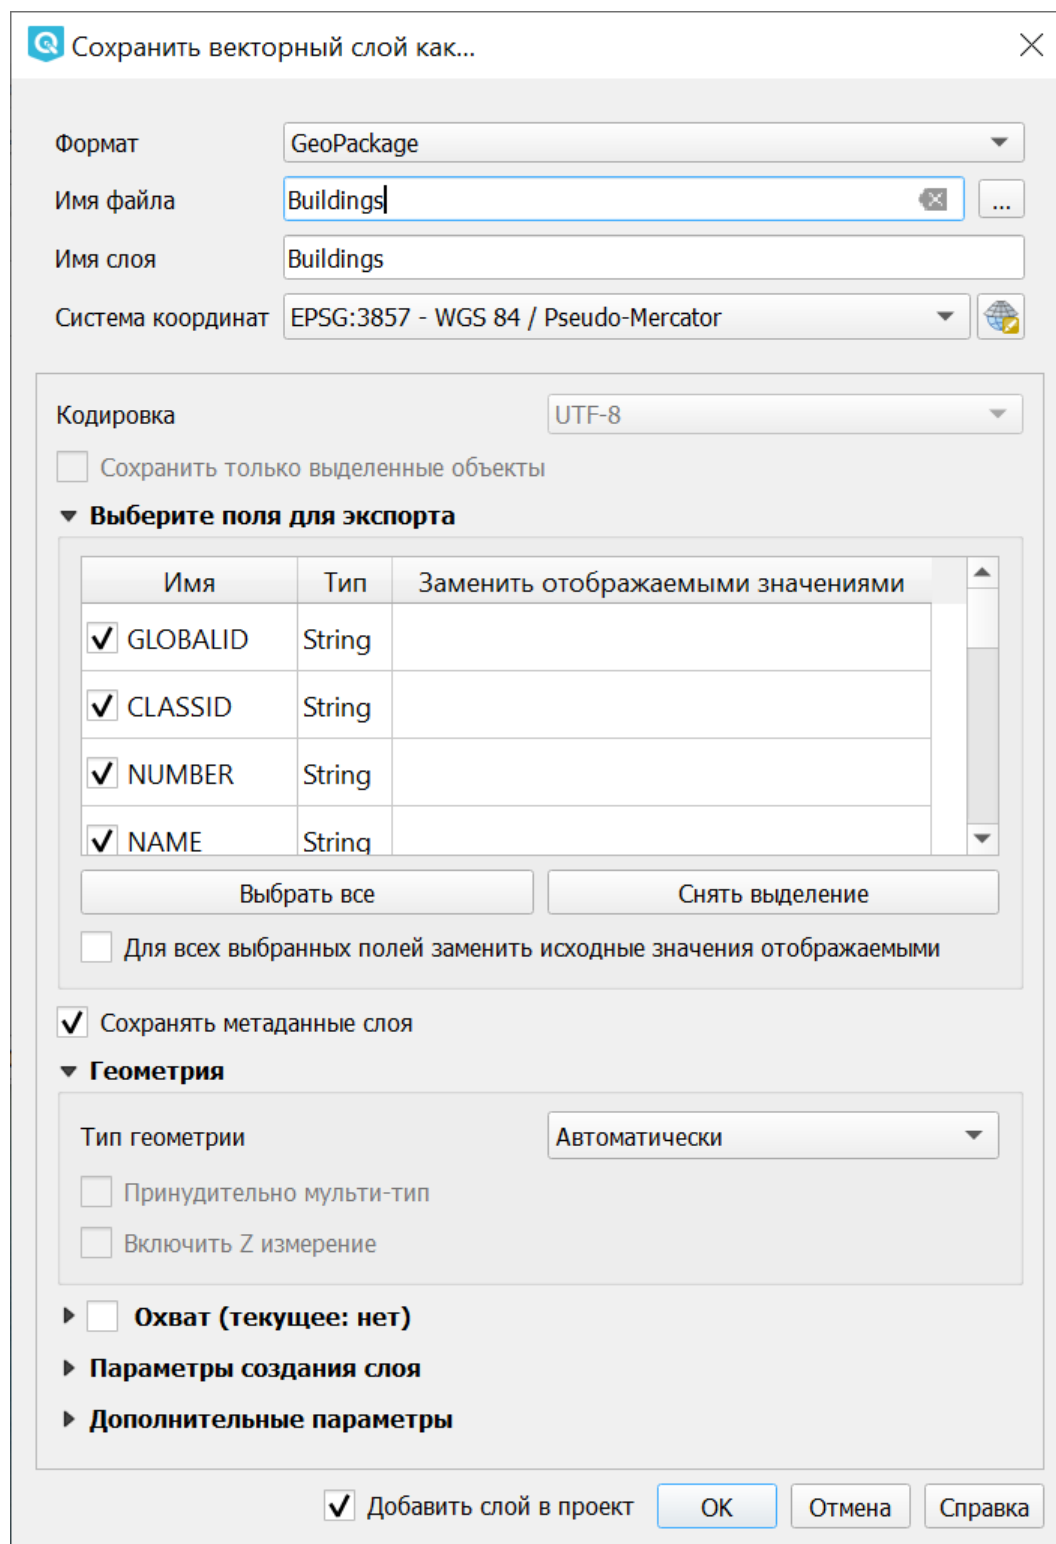 Сохранить векторный слой как...
Формат GeoPackage
Имя файла Buildings ...
Имя слоя Buildings
Система координат EPSG:3857 - WGS 84 / Pseudo-Mercator
Кодировка UTF-8
Сохранить только выделенные объекты
Выберите поля для экспорта
Имя Тип Заменить отображаемыми значениями
GLOBALID String
CLASSID String
NUMBER String
NAME String
Выбрать все Снять выделение
Для всех выбранных полей заменить исходные значения отображаемыми
Сохранять метаданные слоя
Геометрия
Тип геометрии Автоматически
Принудительно мульти-тип
Включить Z измерение
Охват (текущее: нет)
Параметры создания слоя
Дополнительные параметры
Добавить слой в проект OK Отмена Справка